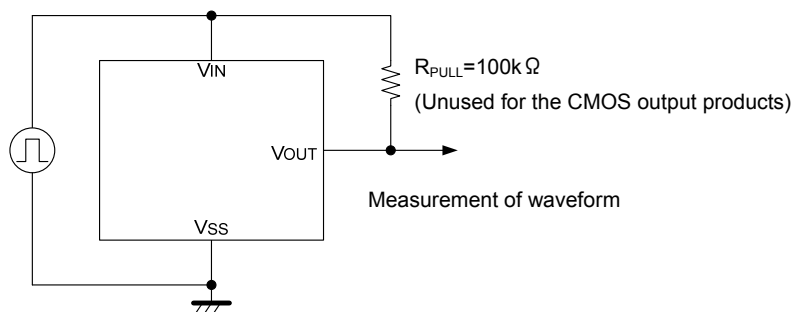 VIN
RPULL=100kΩ
(Unused for the CMOS output products)
VOUT
Measurement of waveform
VSS